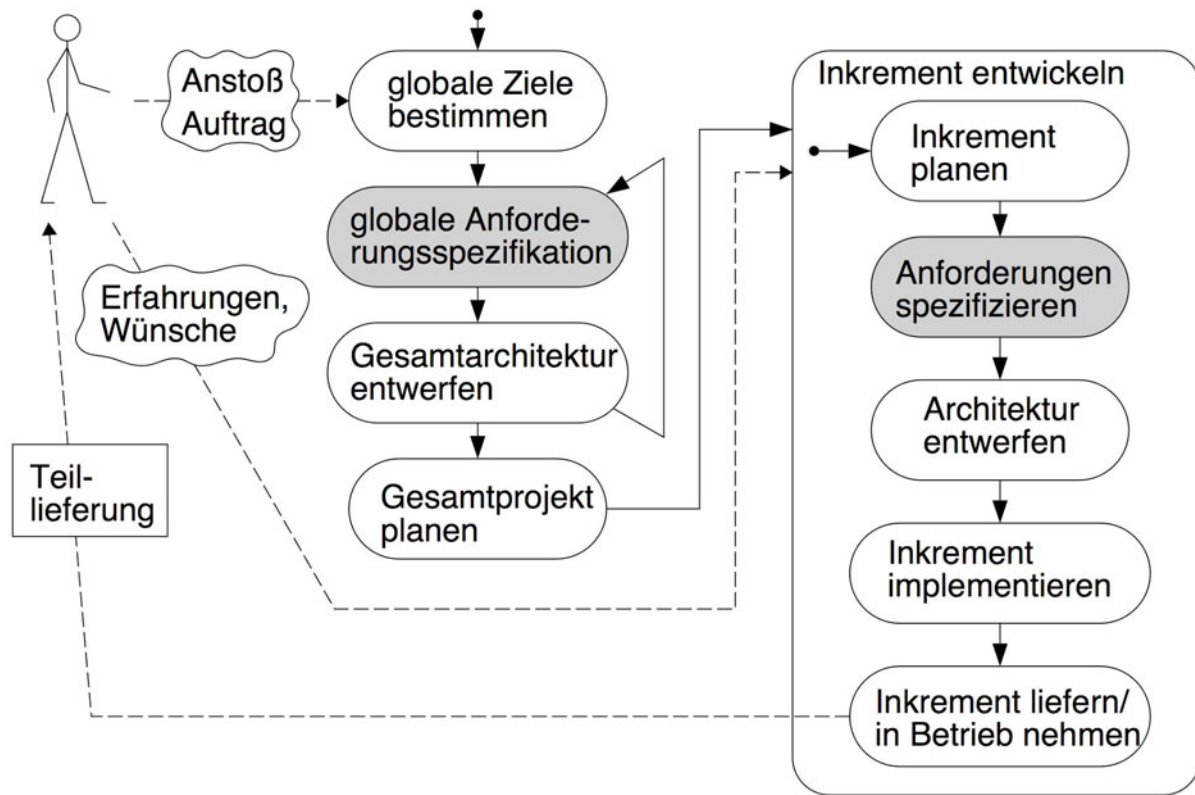 Anstoß
Auftrag
globale Ziele
bestimmen
globale Anforde-
rungsspezifikation
Erfahrungen,
Wünsche
Gesamtarchitektur
entwerfen
Teil-
lieferung
Gesamtprojekt
planen
Inkrement entwickeln
Inkrement
planen
Anforderungen
spezifizieren
Architektur
entwerfen
Inkrement
implementieren
Inkrement liefern/
in Betrieb nehmen